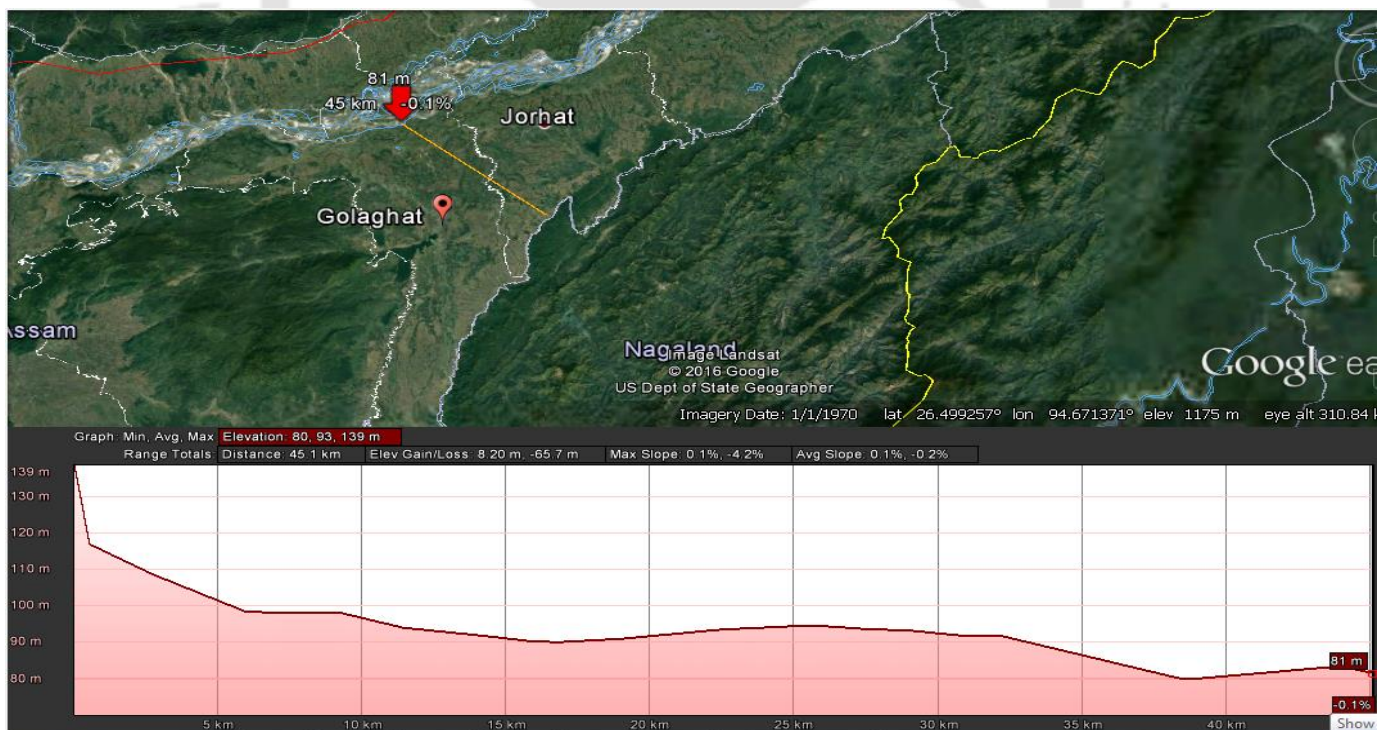 81 m
45 km -0.1%
Jorhat
Golaghat
Assam
Nagaland
Image Landsat
© 2016 Google
US Dept of State Geographer
Google ea
Imagery Date: 1/1/1970 lat 26.499257° lon 94.671371° elev 1175 m eye alt 310.84 k
Graph: Min, Avg, Max Elevation: 80, 93, 139 m
Range Totals: Distance: 45.1 km Elev Gain/Loss: 8.20 m, -65.7 m Max Slope: 0.1%, -4.2% Avg Slope: 0.1%, -0.2%
139 m
130 m
120 m
110 m
100 m
90 m
80 m
81 m
-0.1%
5 km 10 km 15 km 20 km 25 km 30 km 35 km 40 km Show